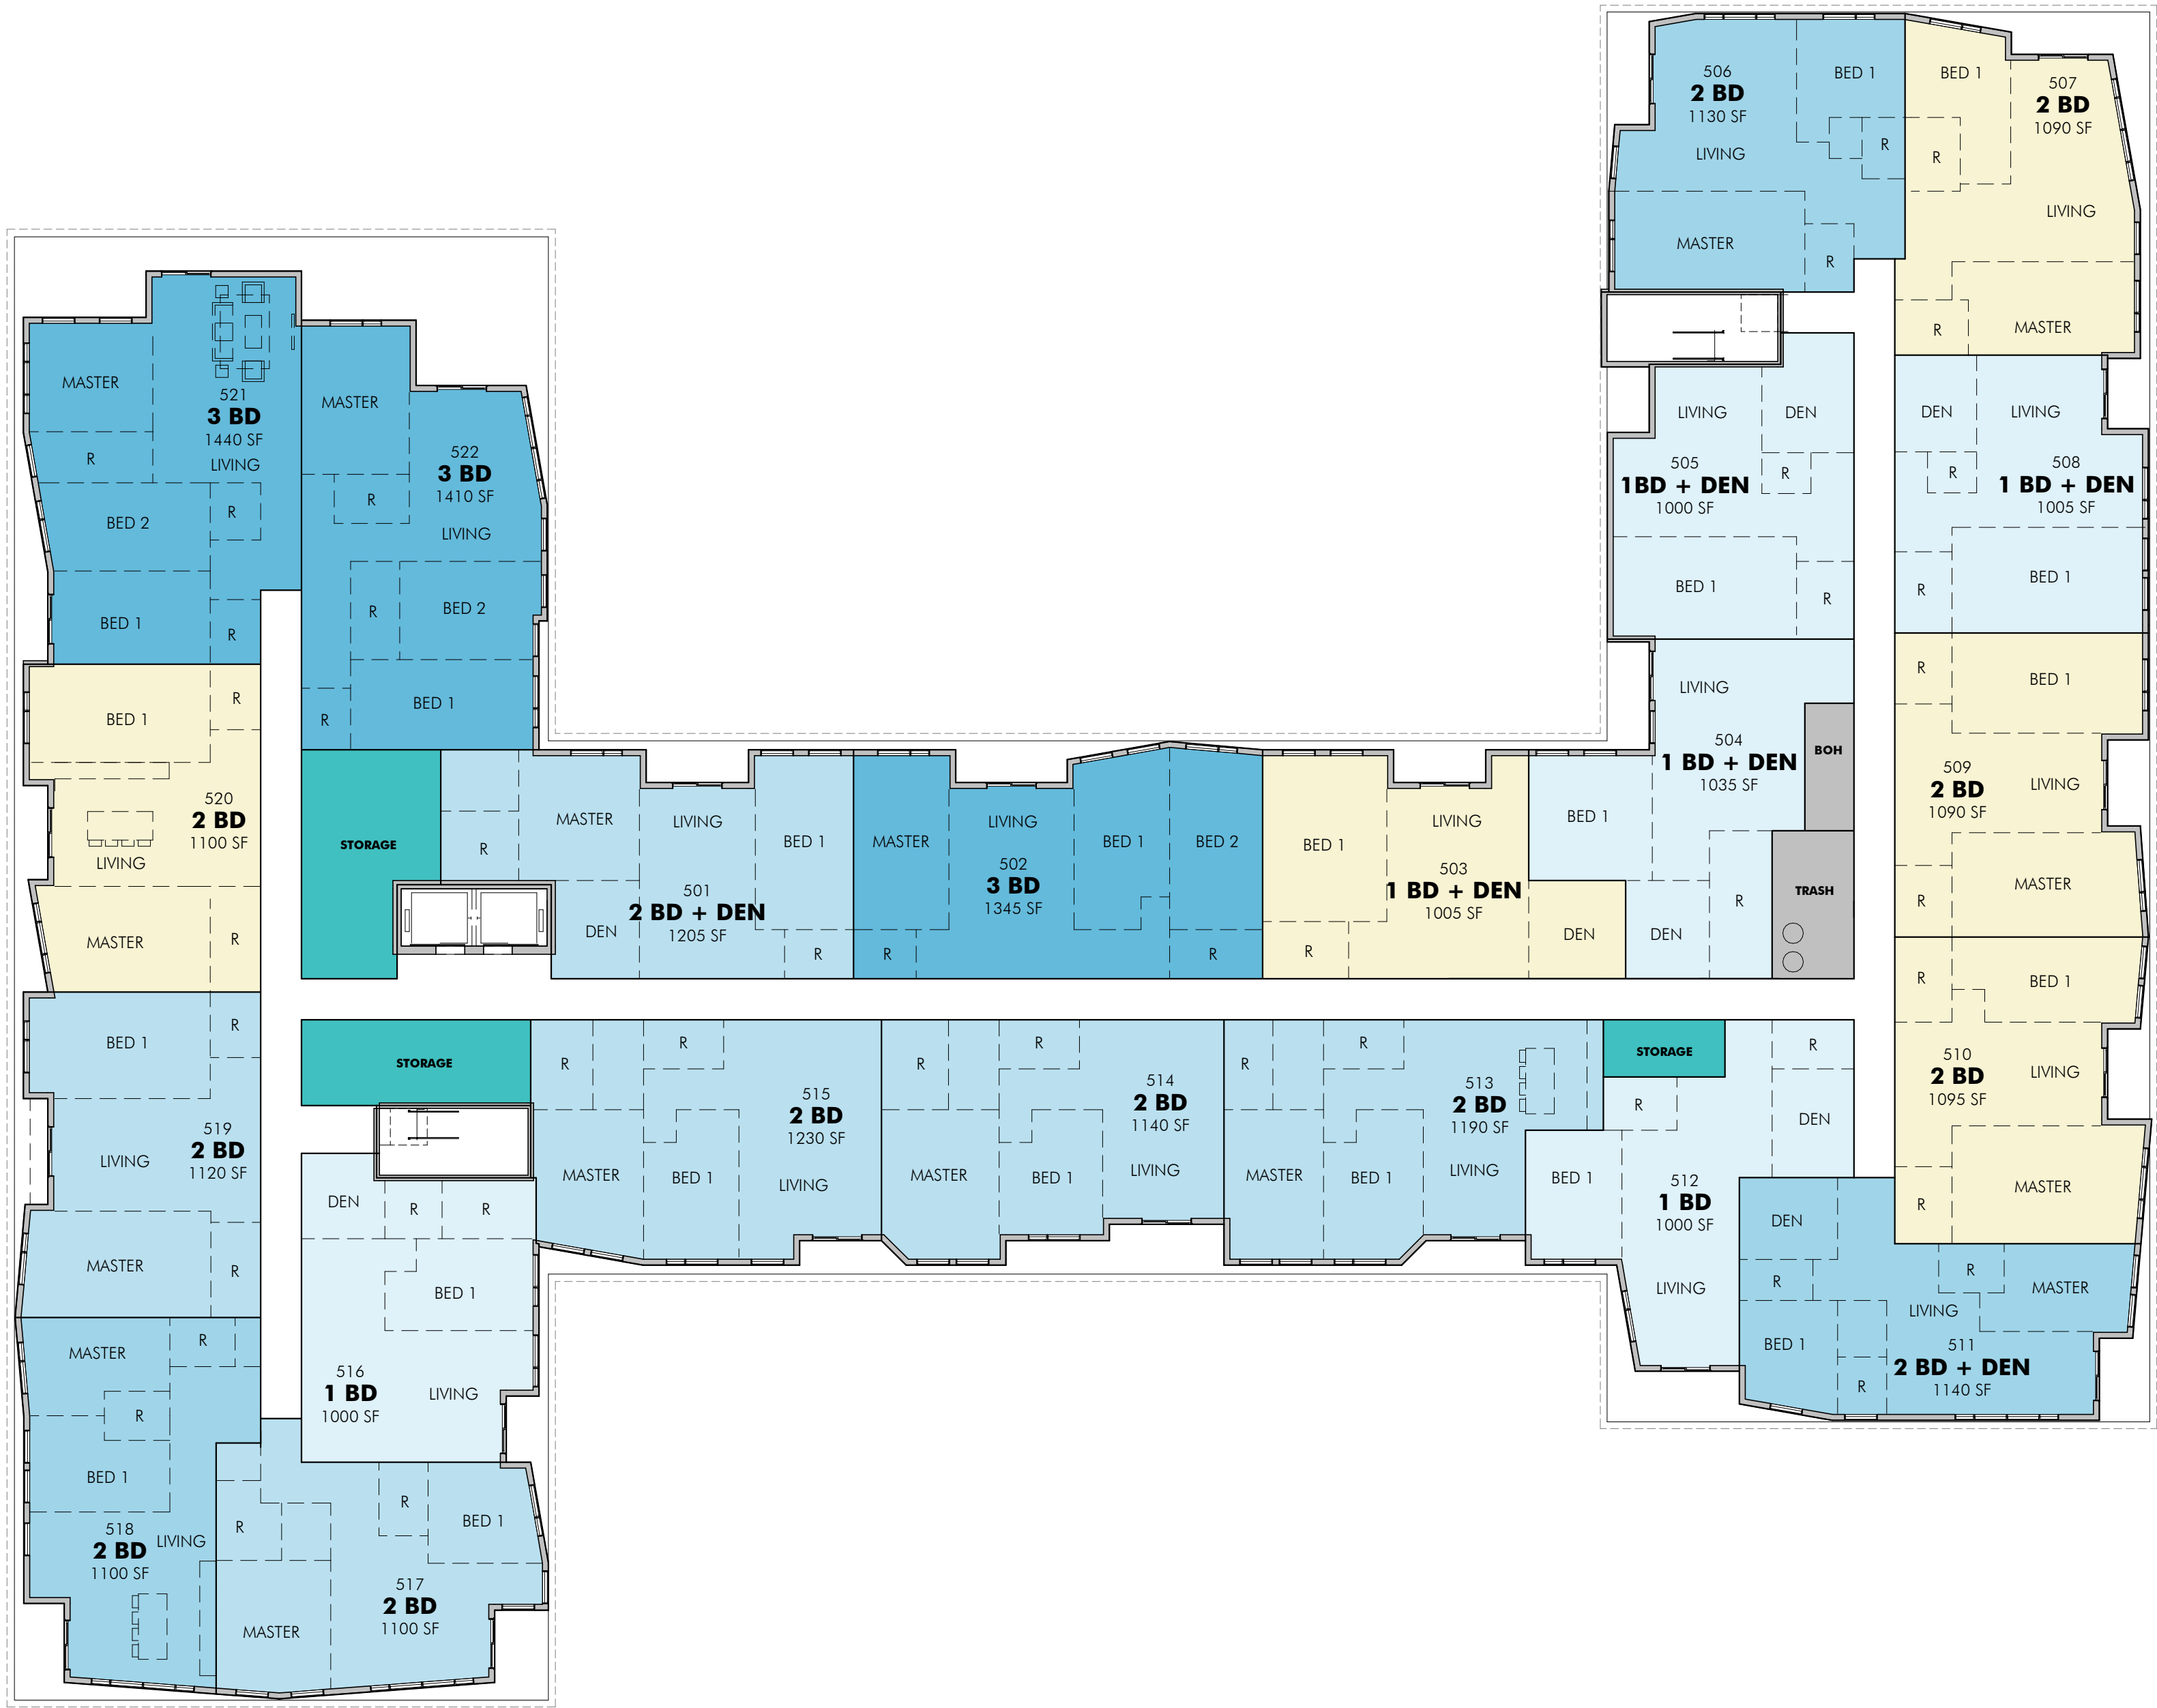 506
2 BD
1130 SF
LIVING
BED 1
R
MASTER
R
BED 1
507
2 BD
1090 SF
R
LIVING
R
MASTER
521
3 BD
1440 SF
LIVING
MASTER
R
BED 2
R
BED 1
R
MASTER
522
3 BD
1410 SF
R
LIVING
R
BED 2
BED 1
R
LIVING
DEN
505
1BD + DEN
1000 SF
R
BED 1
R
DEN
LIVING
R
508
1 BD + DEN
1005 SF
BED 1
R
BED 1
R
520
2 BD
1100 SF
LIVING
MASTER
R
STORAGE
R
MASTER
LIVING
BED 1
501
2 BD + DEN
1205 SF
DEN
R
MASTER
LIVING
BED 1
BED 2
502
3 BD
1345 SF
R
R
BED 1
LIVING
503
1 BD + DEN
1005 SF
R
DEN
LIVING
504
1 BD + DEN
1035 SF
BED 1
DEN
R
BOH
TRASH
R
BED 1
509
2 BD
1090 SF
LIVING
R
MASTER
R
BED 1
510
2 BD
1095 SF
LIVING
R
MASTER
BED 1
R
519
2 BD
1120 SF
LIVING
MASTER
R
STORAGE
R
R
515
2 BD
1230 SF
MASTER
BED 1
LIVING
R
R
514
2 BD
1140 SF
MASTER
BED 1
LIVING
R
R
513
2 BD
1190 SF
MASTER
BED 1
LIVING
STORAGE
R
R
DEN
BED 1
512
1 BD
1000 SF
LIVING
DEN
R
R
MASTER
LIVING
BED 1
511
2 BD + DEN
1140 SF
R
DEN
R
R
BED 1
516
1 BD
1000 SF
LIVING
MASTER
R
R
BED 1
518
2 BD
1100 SF
LIVING
R
R
BED 1
517
2 BD
1100 SF
MASTER